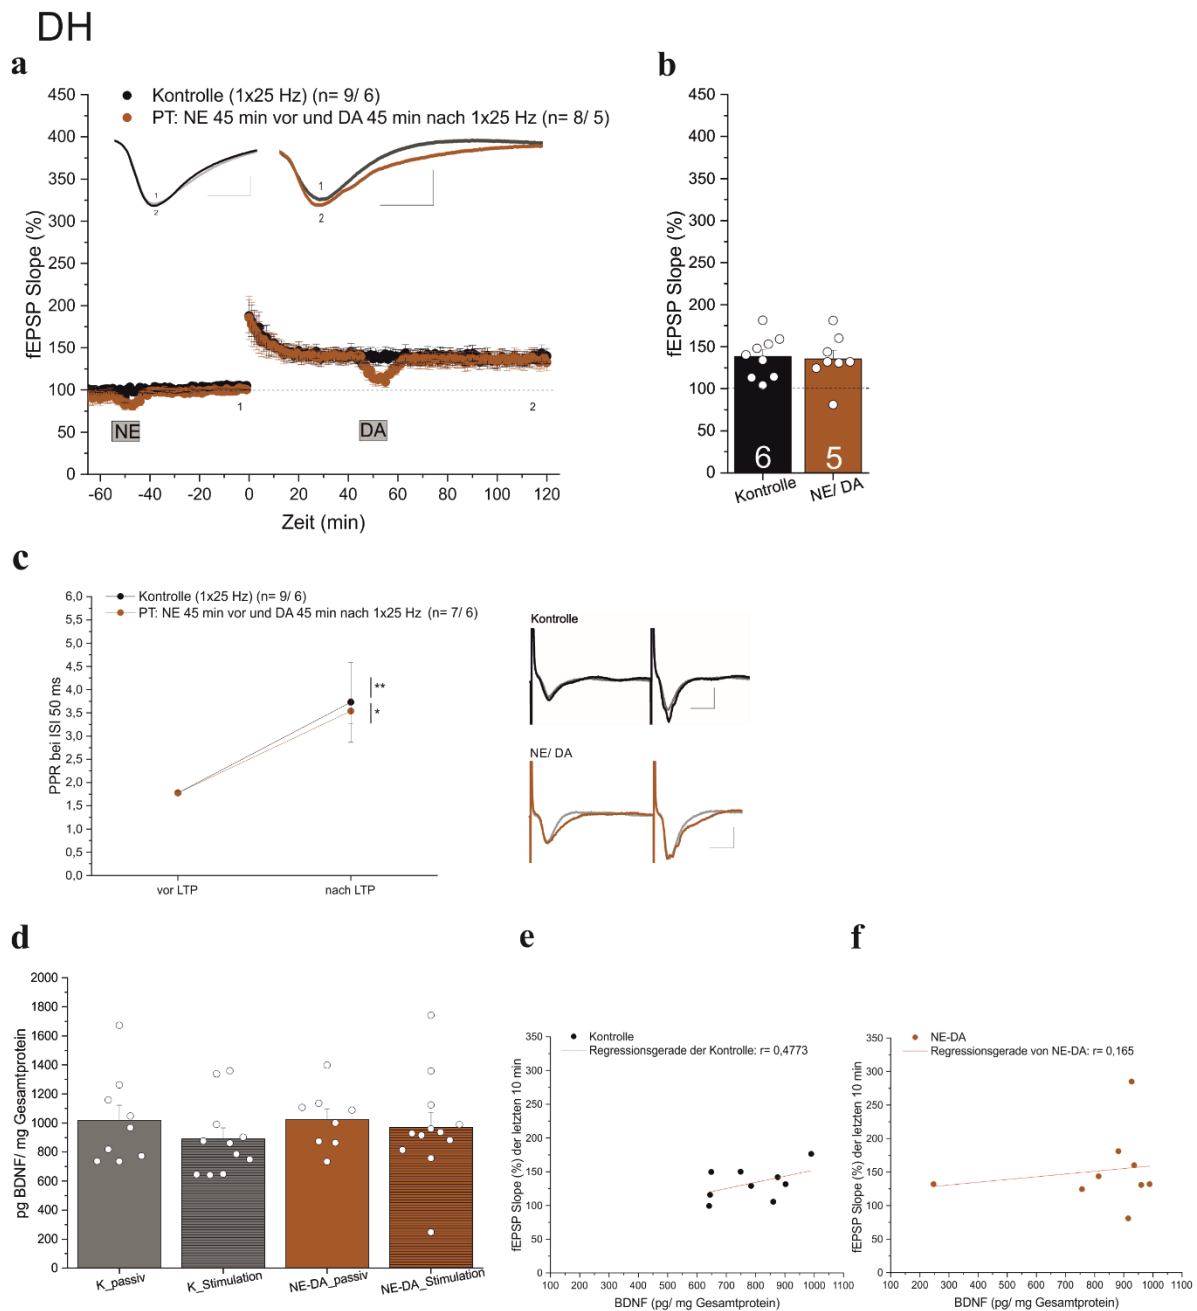 DH
a
Kontrolle (1x25 Hz) (n= 9/ 6)
PT: NE 45 min vor und DA 45 min nach 1x25 Hz (n= 8/ 5)
fEPSP Slope (%)
450
400
350
300
250
200
150
100
50
0
1
2
1
2
1
2
NE
DA
-60 -40 -20 0 20 40 60 80 100 120
Zeit (min)
b
fEPSP Slope (%)
450
400
350
300
250
200
150
100
50
0
6
5
Kontrolle
NE/ DA
c
Kontrolle (1x25 Hz) (n= 9/ 6)
PT: NE 45 min vor und DA 45 min nach 1x25 Hz (n= 7/ 6)
PPR bei ISI 50 ms
6,0
5,5
5,0
4,5
4,0
3,5
3,0
2,5
2,0
1,5
1,0
0,5
0,0
**
*
vor LTP
nach LTP
Kontrolle
NE/ DA
d
pg BDNF/ mg Gesamtprotein
2000
1800
1600
1400
1200
1000
800
600
400
200
0
K_passiv
K_Stimulation
NE-DA_passiv
NE-DA_Stimulation
e
Kontrolle
Regressionsgerade der Kontrolle: r= 0,4773
fEPSP Slope (%) der letzten 10 min
350
300
250
200
150
100
50
0
100 200 300 400 500 600 700 800 900 1000 1100
BDNF (pg/ mg Gesamtprotein)
f
NE-DA
Regressionsgerade von NE-DA: r= 0,165
fEPSP Slope (%) der letzten 10 min
350
300
250
200
150
100
50
0
100 200 300 400 500 600 700 800 900 1000 1100
BDNF (pg/ mg Gesamtprotein)